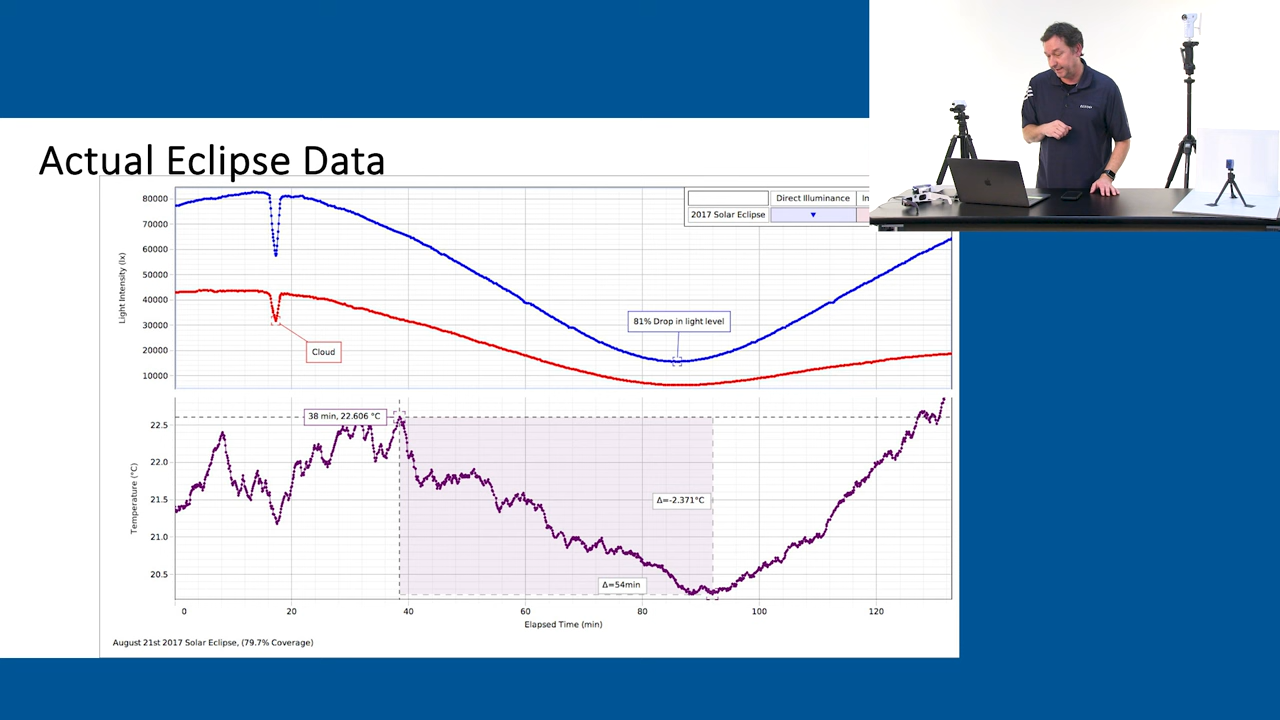 Actual Eclipse Data
Direct Illuminance In
2017 Solar Eclipse ▼
Light Intensity (lx)
80000
70000
60000
50000
40000
30000
20000
10000
81% Drop in light level
Cloud
38 min, 22.606 °C
Temperature (°C)
22.5
22.0
21.5
21.0
20.5
Δ=-2.371°C
Δ=54min
0 20 40 60 80 100 120
Elapsed Time (min)
August 21st 2017 Solar Eclipse, (79.7% Coverage)